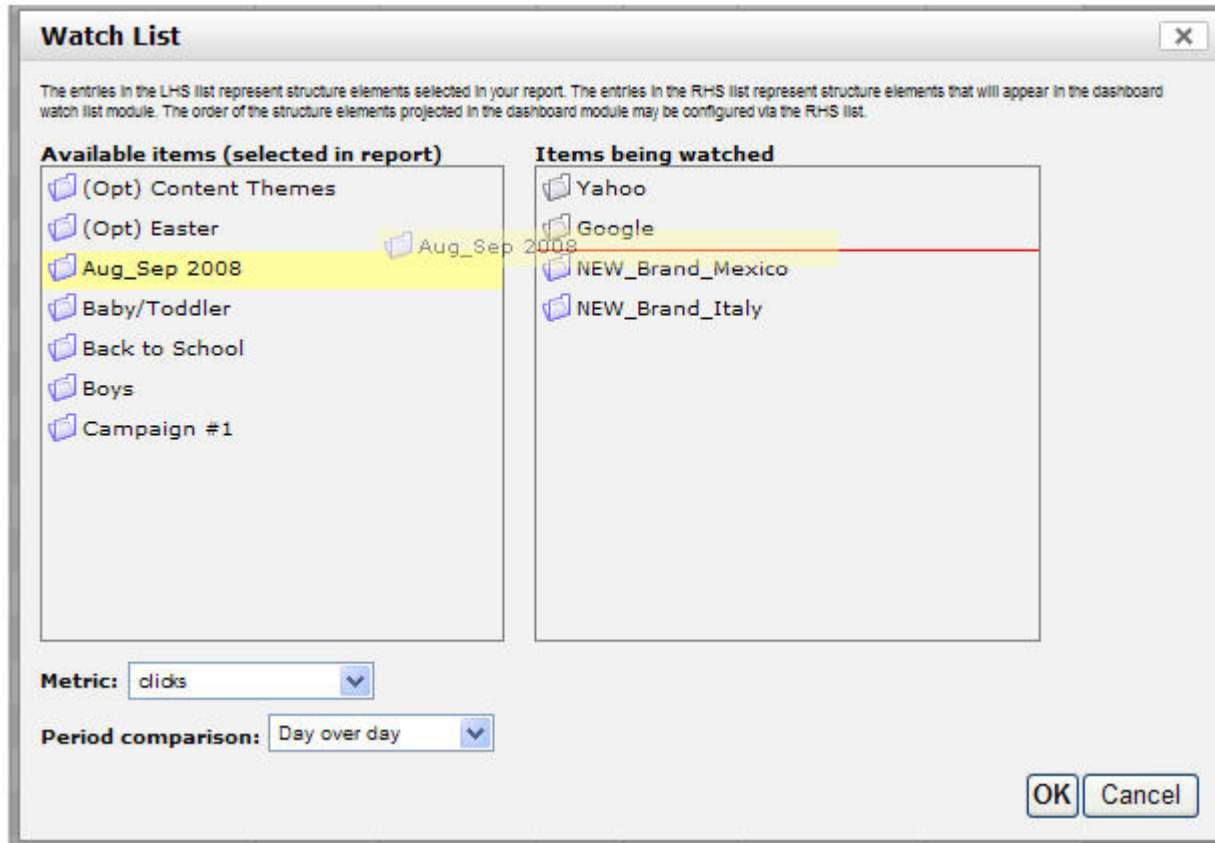 Watch List
The entries in the LHS list represent structure elements selected in your report. The entries in the RHS list represent structure elements that will appear in the dashboard
watch list module. The order of the structure elements projected in the dashboard module may be configured via the RHS list.
Available items (selected in report)
(Opt) Content Themes
(Opt) Easter
Aug_Sep 2008
Baby/Toddler
Back to School
Boys
Campaign #1
Aug_Sep 2008
Items being watched
Yahoo
Google
NEW_Brand_Mexico
NEW_Brand_Italy
Metric: clicks
Period comparison: Day over day
OK Cancel